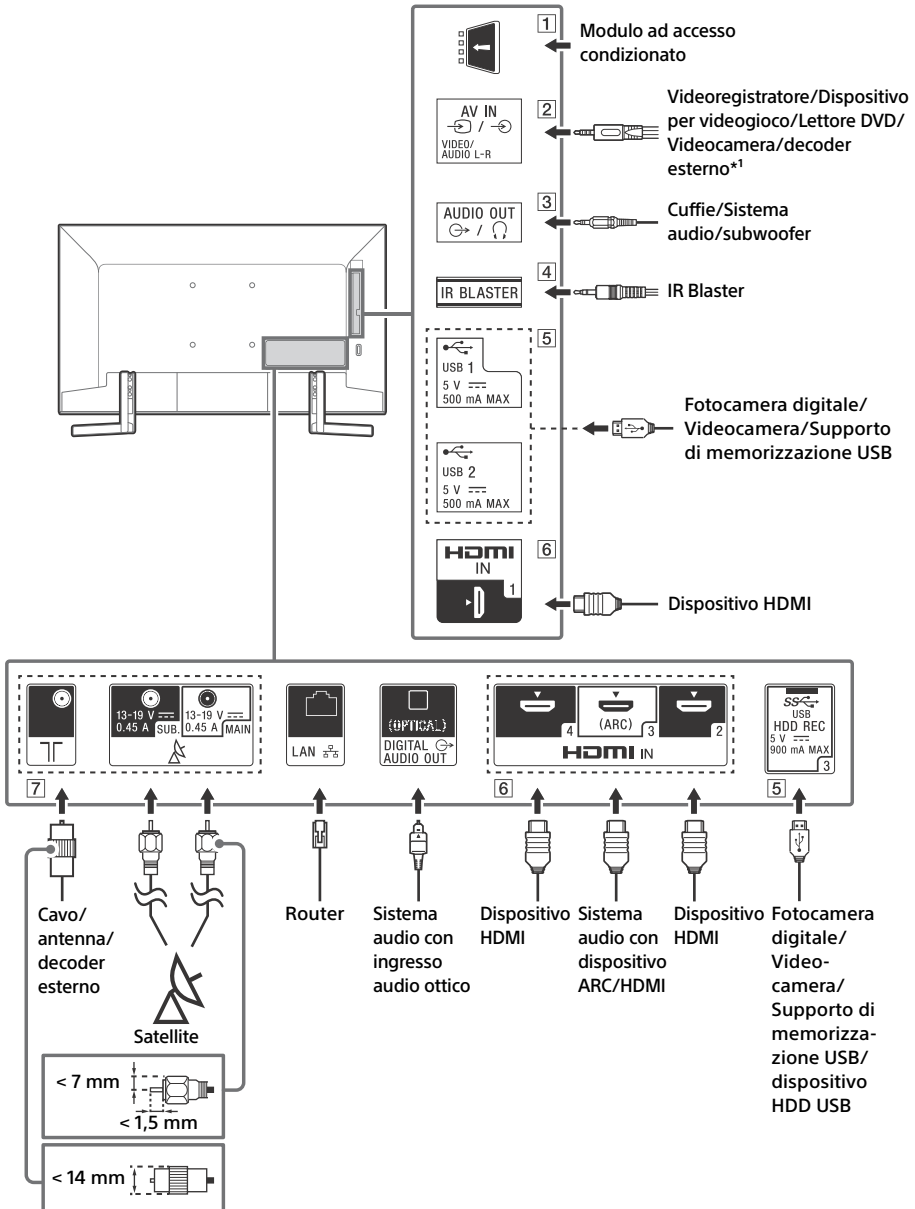 1
Modulo ad accesso
condizionato
2
AV IN
/
VIDEO/
AUDIO L-R
Videoregistratore/Dispositivo
per videogioco/Lettore DVD/
Videocamera/decoder
esterno*1
3
AUDIO OUT
/
Cuffie/Sistema
audio/subwoofer
4
IR BLASTER
IR Blaster
5
USB 1
5 V
500 mA MAX
USB 2
5 V
500 mA MAX
Fotocamera digitale/
Videocamera/Supporto
di memorizzazione USB
6
HDMI
IN
1
Dispositivo HDMI
13-19 V
0.45 A SUB.
13-19 V
0.45 A MAIN
LAN
(OPTICAL)
DIGITAL
AUDIO OUT
4
(ARC) 3
2
HDMI IN
SS
USB
HDD REC
5 V
900 mA MAX
3
7
6
5
Cavo/
antenna/
decoder
esterno
Satellite
Router
Sistema
audio con
ingresso
audio ottico
Dispositivo
HDMI
Sistema
audio con
dispositivo
ARC/HDMI
Dispositivo
HDMI
Fotocamera
digitale/
Video-
camera/
Supporto di
memorizza-
zione USB/
dispositivo
HDD USB
< 7 mm
< 1,5 mm
< 14 mm